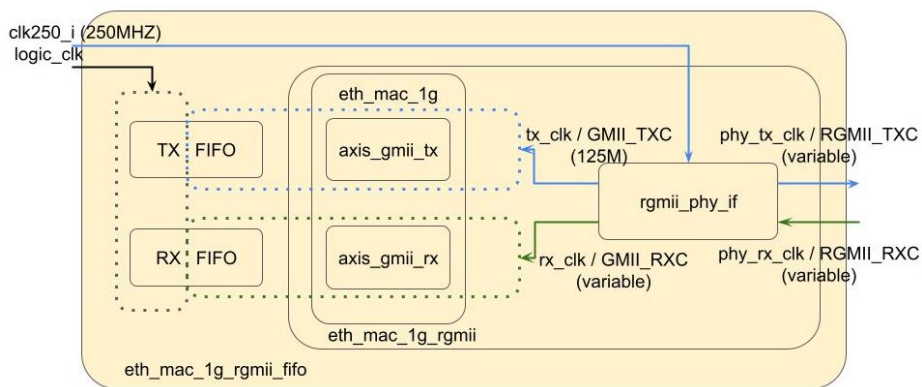 clk250_i (250MHZ)
logic_clk
eth_mac_1g
TX FIFO
axis_gmii_tx
tx_clk / GMII_TXC
(125M)
phy_tx_clk / RGMII_TXC
(variable)
rgmii_phy_if
RX FIFO
axis_gmii_rx
rx_clk / GMII_RXC
(variable)
phy_rx_clk / RGMII_RXC
(variable)
eth_mac_1g_rgmii
eth_mac_1g_rgmii_fifo